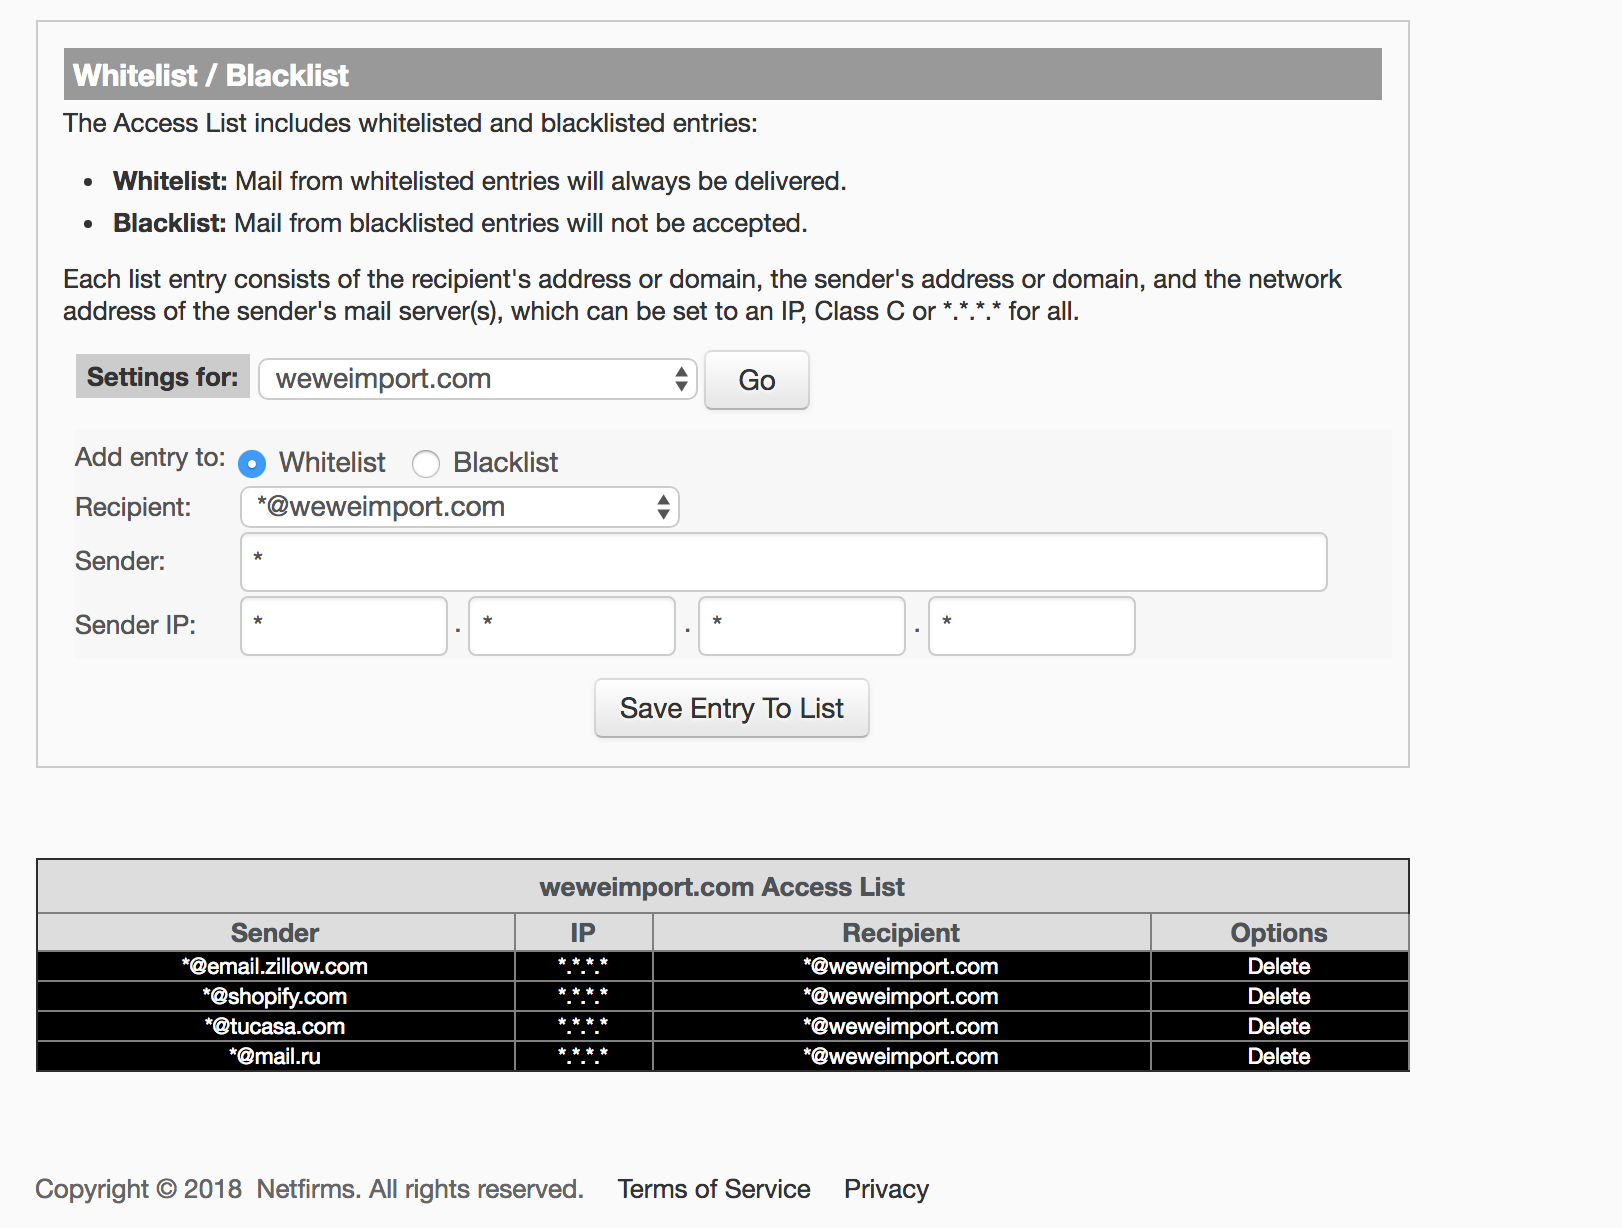 Whitelist / Blacklist
The Access List includes whitelisted and blacklisted entries:
• Whitelist: Mail from whitelisted entries will always be delivered.
• Blacklist: Mail from blacklisted entries will not be accepted.
Each list entry consists of the recipient's address or domain, the sender's address or domain, and the network
address of the sender's mail server(s), which can be set to an IP, Class C or *.*.*.* for all.
Settings for: weweimport.com Go
Add entry to: Whitelist Blacklist
Recipient: *@weweimport.com
Sender: *
Sender IP: * . * . * . *
Save Entry To List
weweimport.com Access List
Sender IP Recipient Options
*@email.zillow.com *.*.*.* *@weweimport.com Delete
*@shopify.com *.*.*.* *@weweimport.com Delete
*@tucasa.com *.*.*.* *@weweimport.com Delete
*@mail.ru *.*.*.* *@weweimport.com Delete
Copyright © 2018 Netfirms. All rights reserved. Terms of Service Privacy